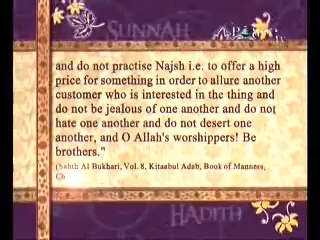 SUNNAH
and do not practise Najsh i.e. to offer a high
price for something in order to allure another
customer who is interested in the thing and
do not be jealous of one another and do not
hate one another and do not desert one
another, and O Allah's worshippers! Be
brothers."
(Sahih Al Bukhari, Vol. 8, Kitaabul Adab, Book of Manners,
Ch
HADITH